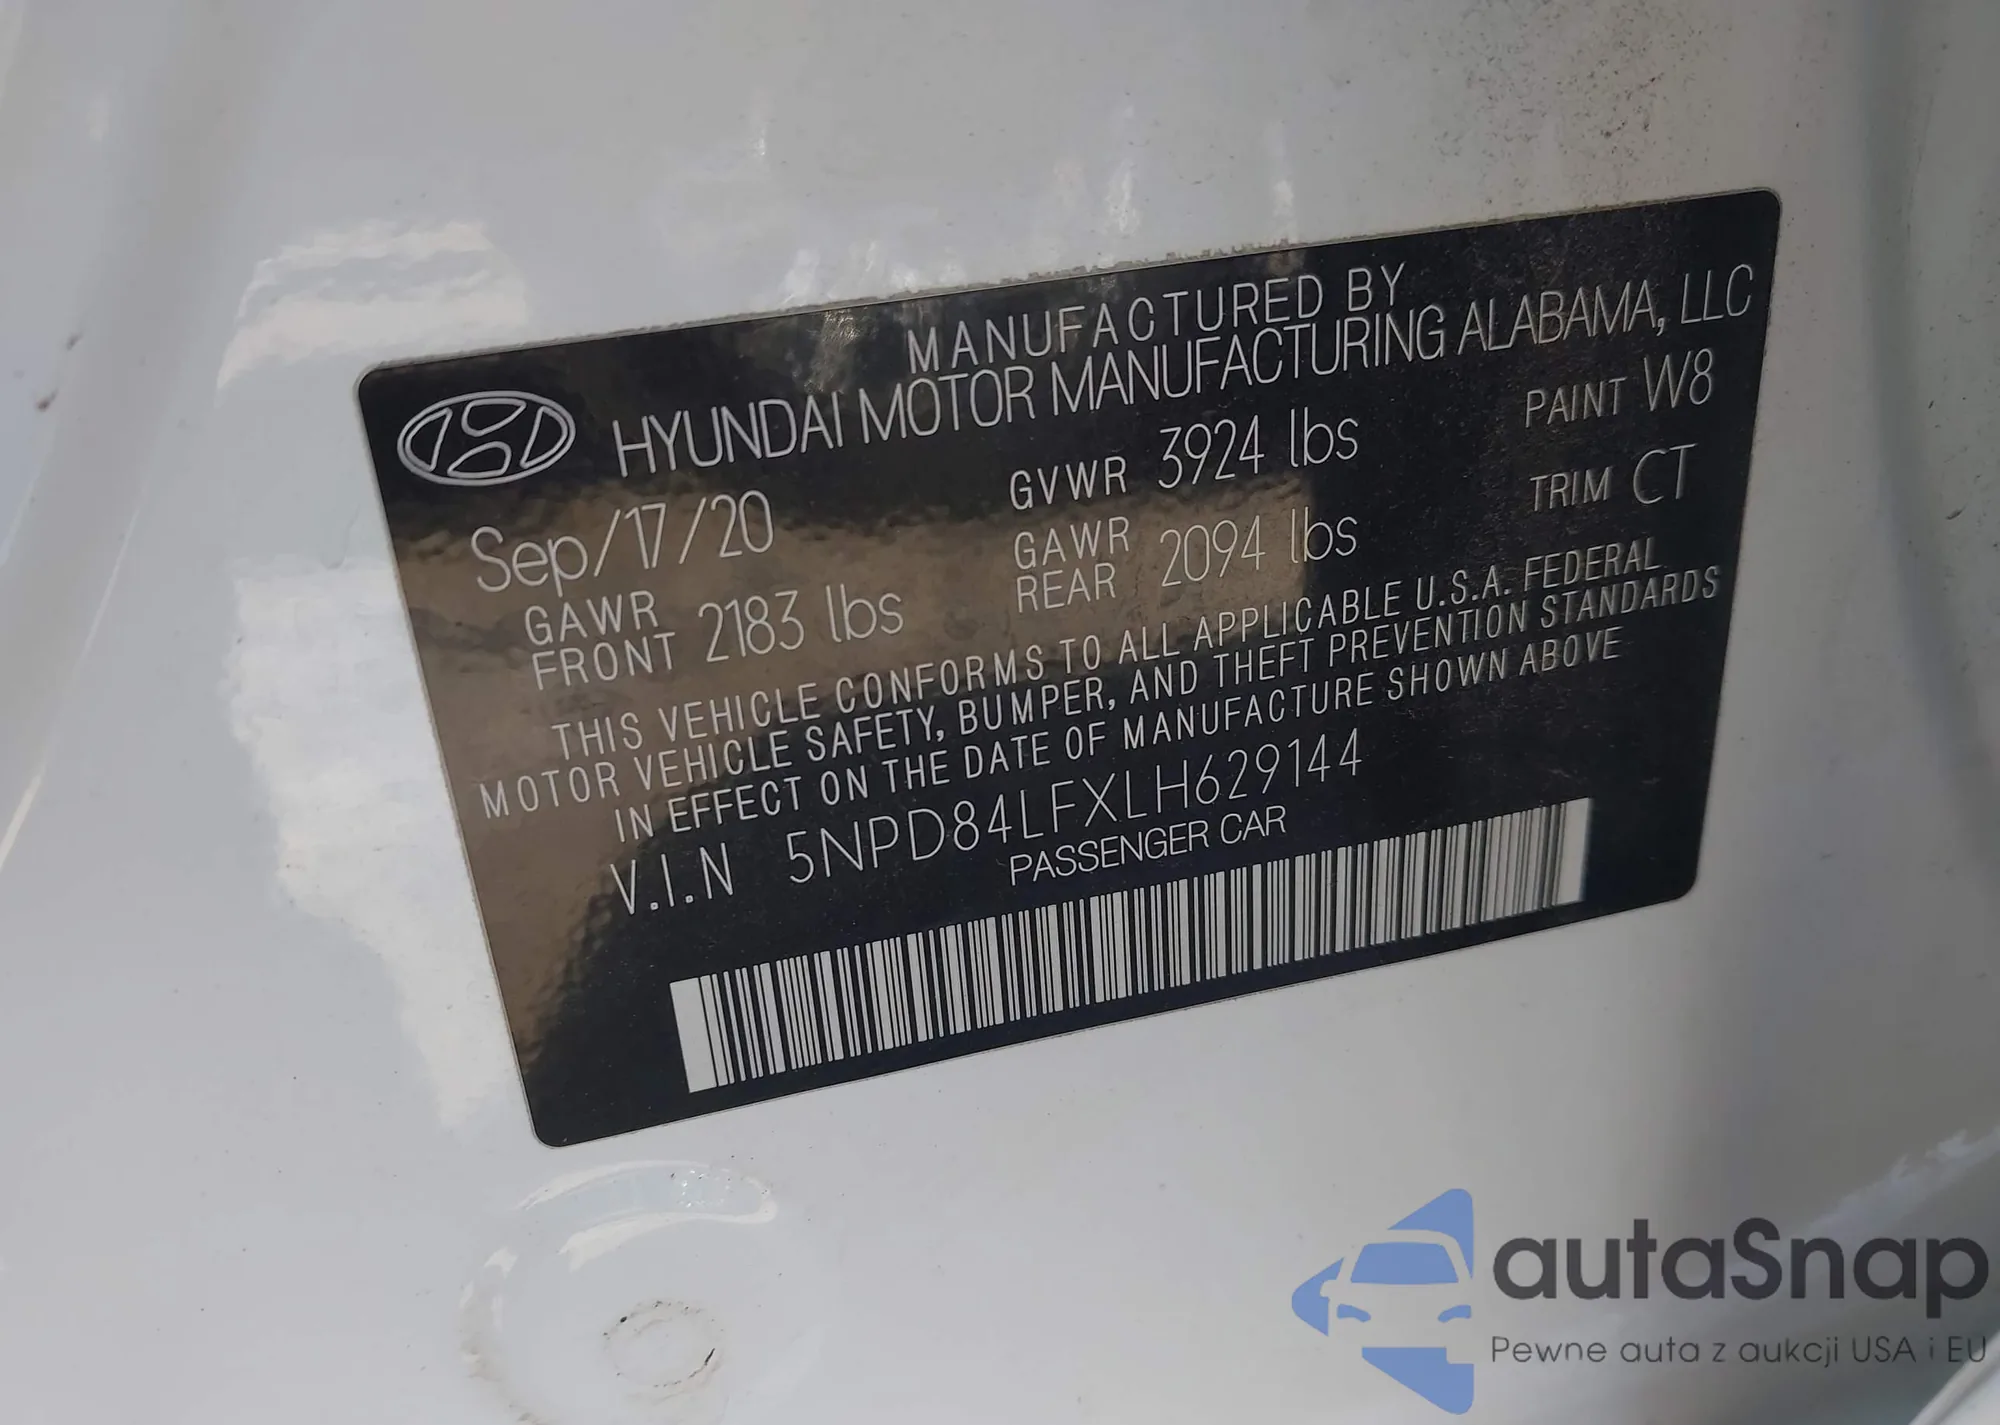 MANUFACTURED BY
HYUNDAI MOTOR MANUFACTURING ALABAMA, LLC
Sep/17/20 GVWR 3924 lbs PAINT W8
GAWR FRONT 2183 lbs GAWR REAR 2094 lbs TRIM CT
THIS VEHICLE CONFORMS TO ALL APPLICABLE U.S.A. FEDERAL
MOTOR VEHICLE SAFETY, BUMPER, AND THEFT PREVENTION STANDARDS
IN EFFECT ON THE DATE OF MANUFACTURE SHOWN ABOVE
V.I.N 5NPD84LFXLH629144
PASSENGER CAR
autaSnap
Pewne auta z aukcji USA i EU